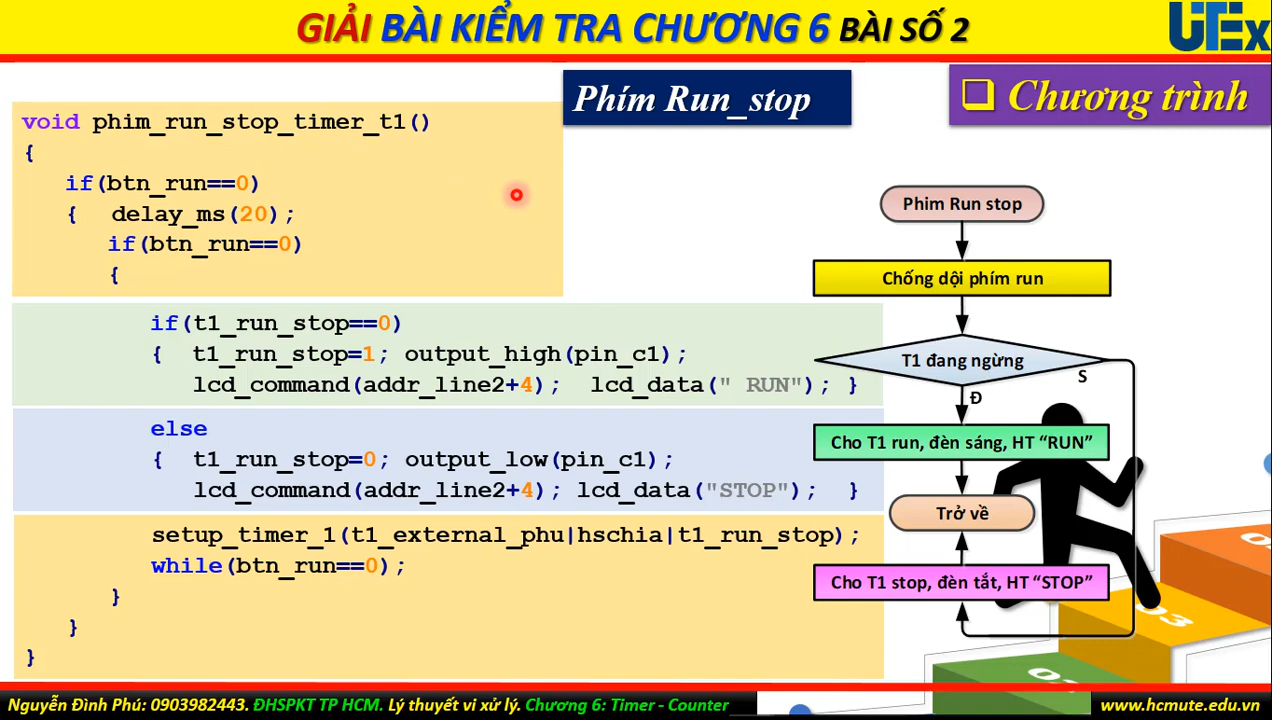 GIẢI BÀI KIỂM TRA CHƯƠNG 6 BÀI SỐ 2
UTEx
Phím Run_stop
❑ Chương trình
void phim_run_stop_timer_t1()
{
if(btn_run==0)
{ delay_ms(20);
if(btn_run==0)
{
if(t1_run_stop==0)
{ t1_run_stop=1; output_high(pin_c1);
lcd_command(addr_line2+4); lcd_data(" RUN"); }
else
{ t1_run_stop=0; output_low(pin_c1);
lcd_command(addr_line2+4); lcd_data("STOP"); }
setup_timer_1(t1_external_phu|hschia|t1_run_stop);
while(btn_run==0);
}
}
}
Phim Run stop
Chống dội phím run
T1 đang ngừng
S
Đ
Cho T1 run, đèn sáng, HT “RUN”
Trở về
Cho T1 stop, đèn tắt, HT “STOP”
03
Nguyễn Đình Phú: 0903982443. ĐHSPKT TP HCM. Lý thuyết vi xử lý. Chương 6: Timer - Counter
www.hcmute.edu.vn